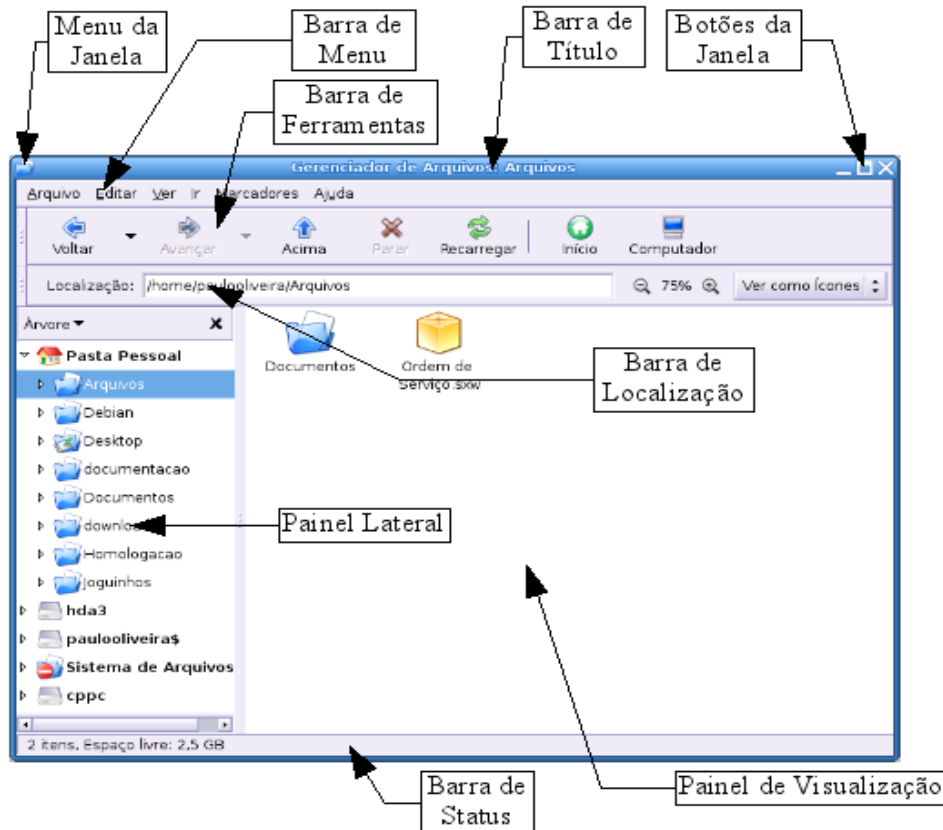 Menu da
Janela
Barra de
Menu
Barra de
Título
Botões da
Janela
Barra de
Ferramentas
Gerenciador de Arquivos: Arquivos
Arquivo Editar Ver Ir Marcadores Ajuda
Voltar Avançar Acima Parar Recarregar Início Computador
Localização: /home/paulooliveira/Arquivos 75% Ver como Ícones
Árvore
Pasta Pessoal
Arquivos
Debian
Desktop
documentacao
Documentos
Homologacao
Joguinhos
hda3
paulooliveira$
Sistema de Arquivos
cppc
Documentos
Ordem de
Serviço.sxw
Barra de
Localização
Painel Lateral
2 itens, Espaço livre: 2,5 GB
Painel de Visualização
Barra de
Status